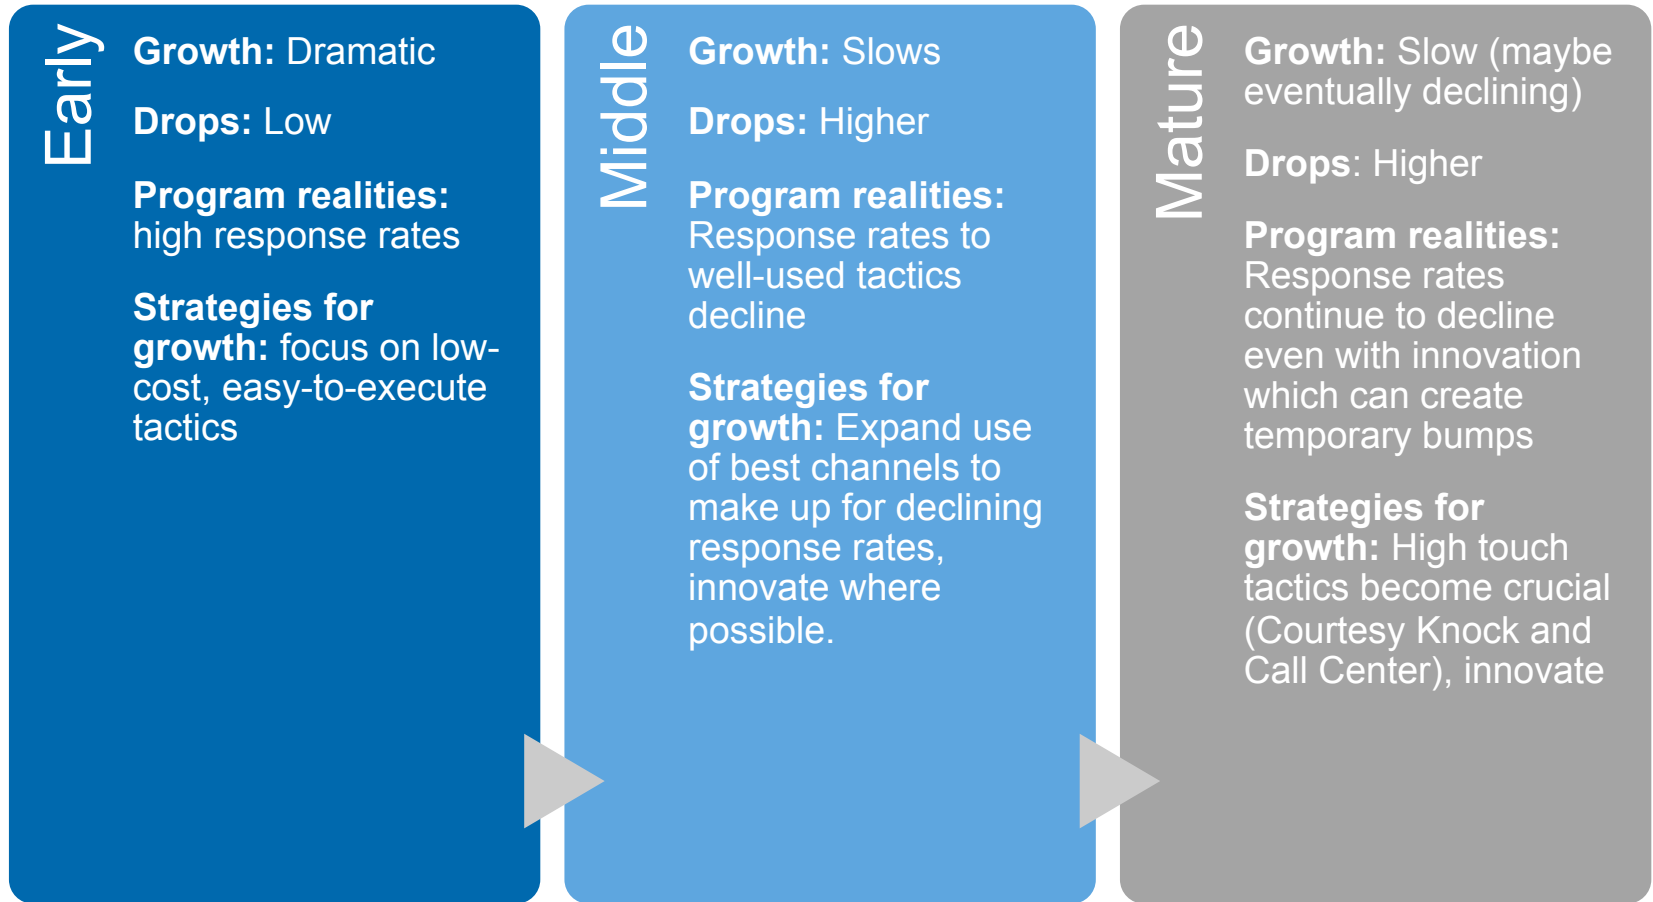 Early
Growth: Dramatic
Drops: Low
Program realities:
high response rates
Strategies for
growth: focus on low-
cost, easy-to-execute
tactics
Middle
Growth: Slows
Drops: Higher
Program realities:
Response rates to
well-used tactics
decline
Strategies for
growth: Expand use
of best channels to
make up for declining
response rates,
innovate where
possible.
Mature
Growth: Slow (maybe
eventually declining)
Drops: Higher
Program realities:
Response rates
continue to decline
even with innovation
which can create
temporary bumps
Strategies for
growth: High touch
tactics become crucial
(Courtesy Knock and
Call Center), innovate